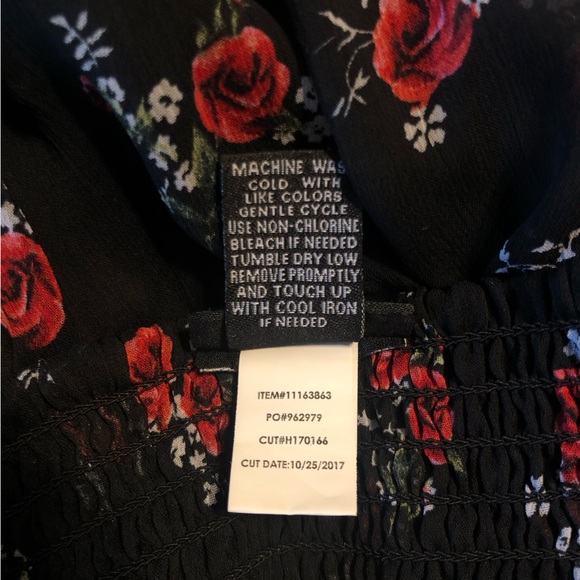 MACHINE WAS
COLD WITH
LIKE COLORS
GENTLE CYCLE
USE NON-CHLORINE
BLEACH IF NEEDED
TUMBLE DRY LOW
REMOVE PROMPTLY
AND TOUCH UP
WITH COOL IRON
IF NEEDED
ITEM#11163863
PO#962979
CUT#H170166
CUT DATE:10/25/2017